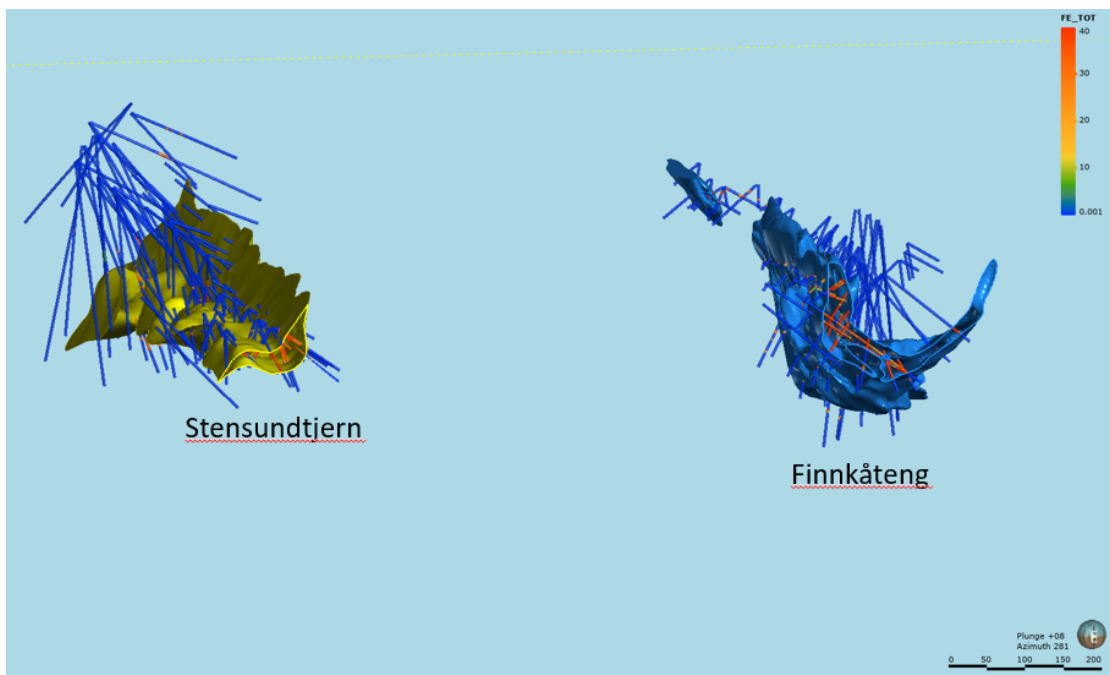 FE_TOT
40
30
20
10
0.001
Stensundtjern
Finnkåteng
Plunge +08
Azimuth 281
0 50 100 150 200